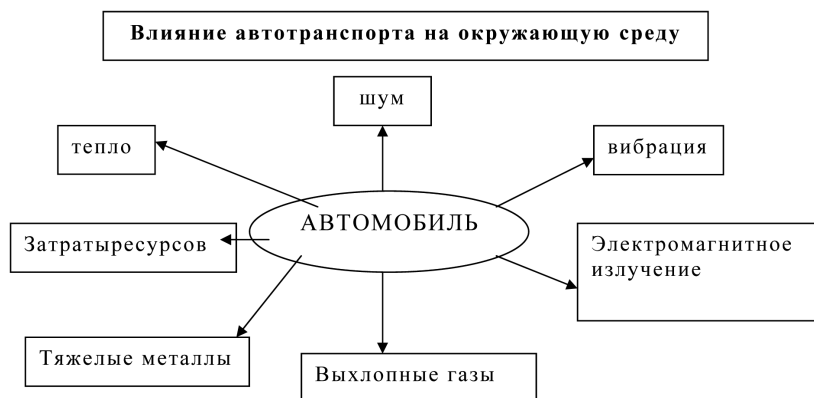 Влияние автотранспорта на окружающую среду
шум
тепло
вибрация
АВТОМОБИЛЬ
Затратыресурсов
Электромагнитное
излучение
Тяжелые металлы
Выхлопные газы